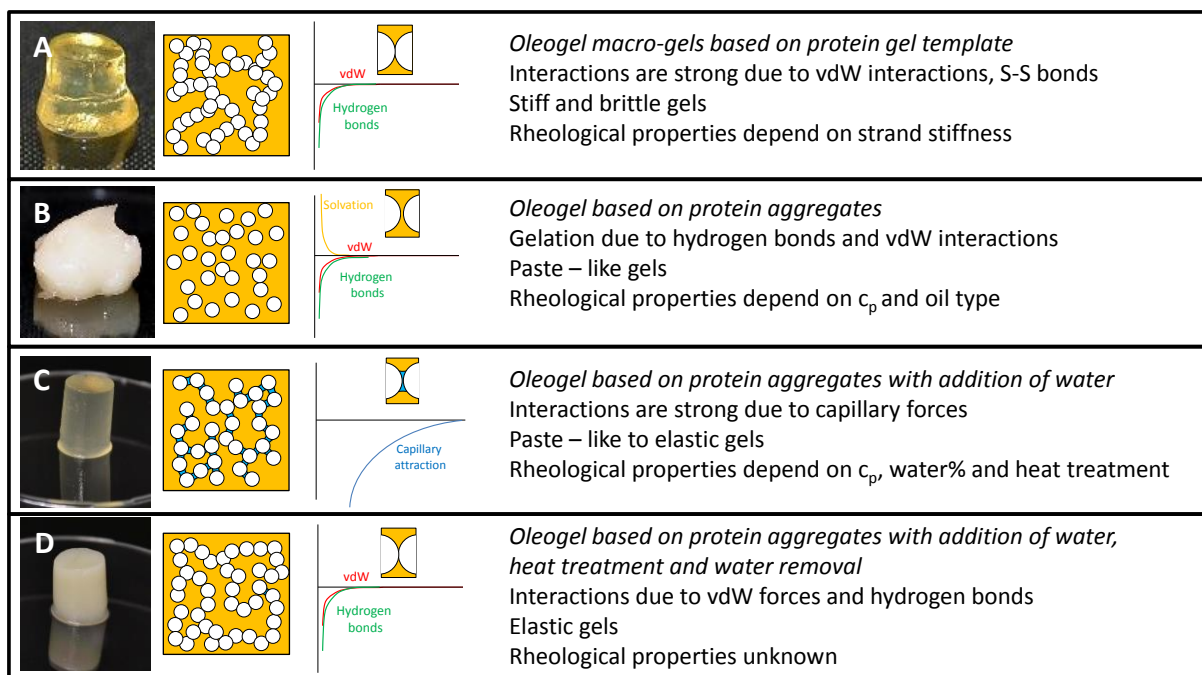 A
vdW
Hydrogen
bonds
Oleogel macro-gels based on protein gel template
Interactions are strong due to vdW interactions, S-S bonds
Stiff and brittle gels
Rheological properties depend on strand stiffness
B
Solvation
vdW
Hydrogen
bonds
Oleogel based on protein aggregates
Gelation due to hydrogen bonds and vdW interactions
Paste – like gels
Rheological properties depend on cp and oil type
C
Capillary
attraction
Oleogel based on protein aggregates with addition of water
Interactions are strong due to capillary forces
Paste – like to elastic gels
Rheological properties depend on cp, water% and heat treatment
D
vdW
Hydrogen
bonds
Oleogel based on protein aggregates with addition of water,
heat treatment and water removal
Interactions due to vdW forces and hydrogen bonds
Elastic gels
Rheological properties unknown